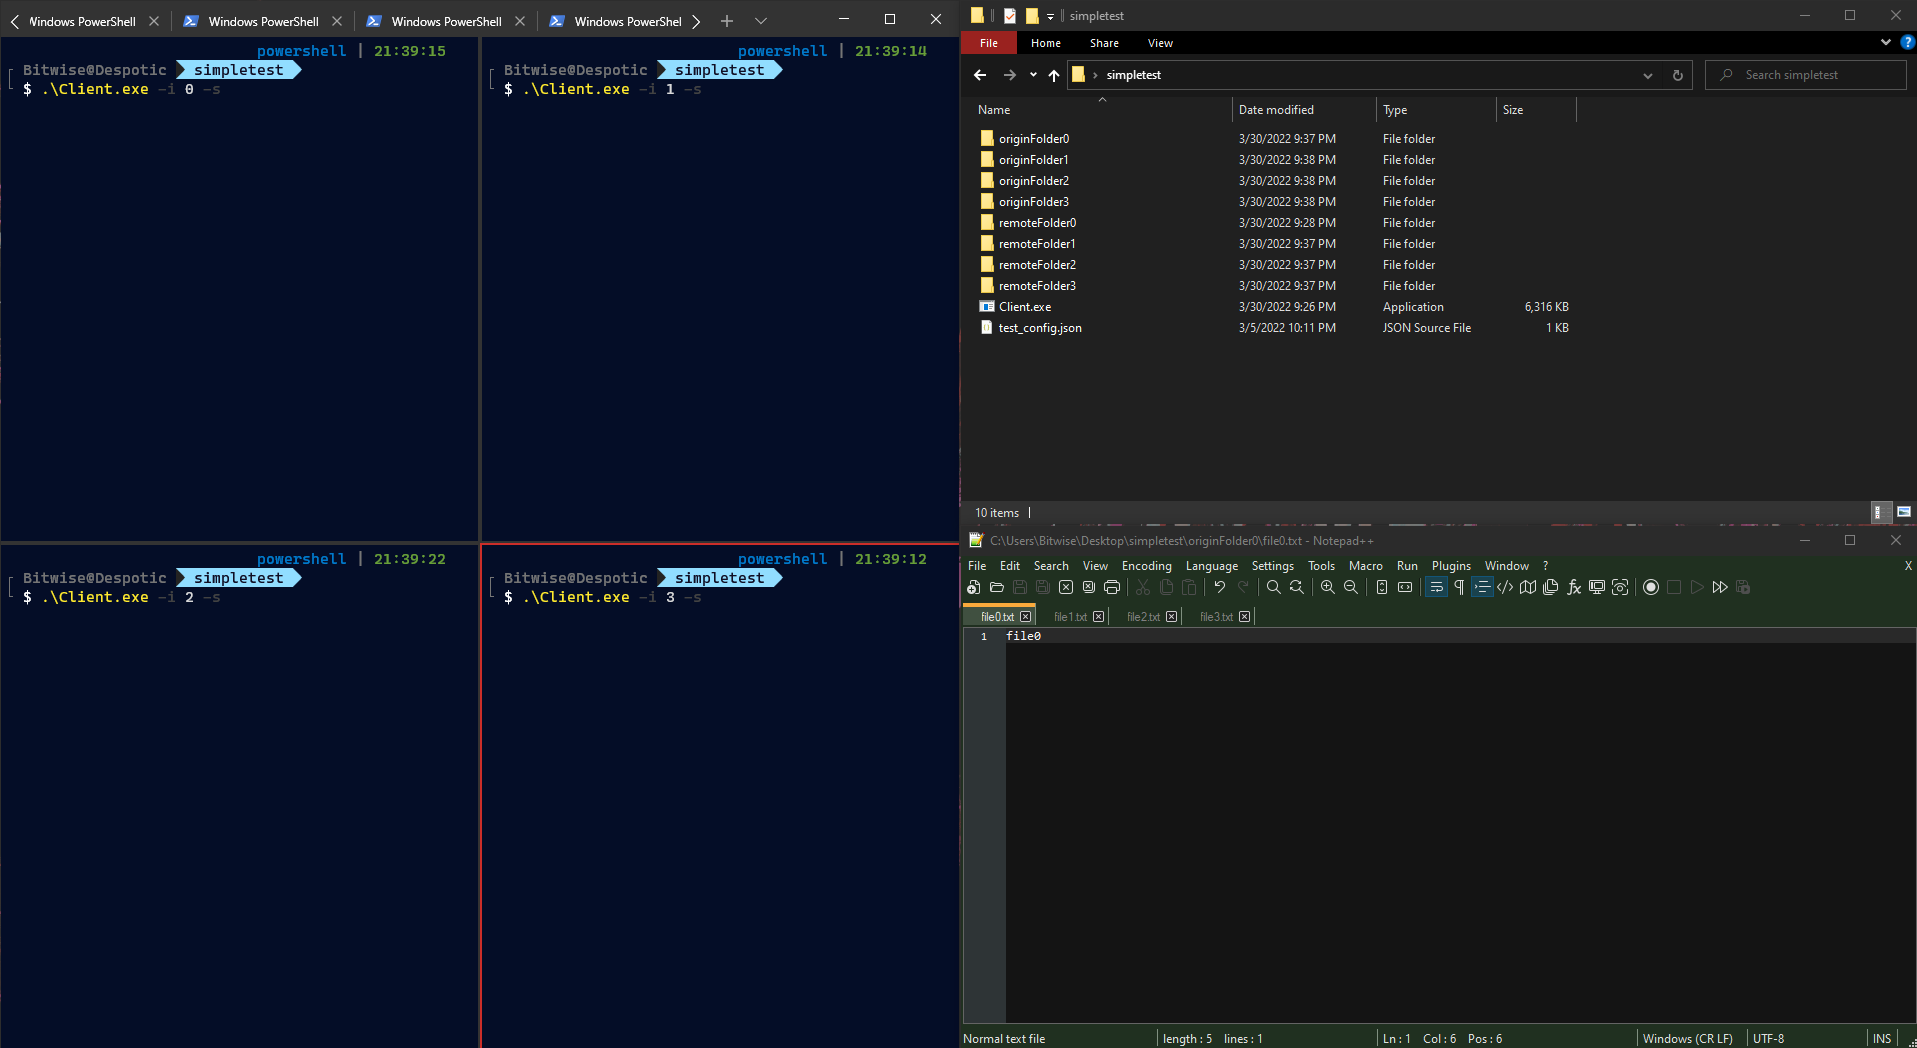 Windows PowerShell Windows PowerShell Windows PowerShell Windows PowerShell
powershell | 21:39:15
Bitwise@Despotic simpletest
$ .\Client.exe -i 0 -s
powershell | 21:39:14
Bitwise@Despotic simpletest
$ .\Client.exe -i 1 -s
powershell | 21:39:22
Bitwise@Despotic simpletest
$ .\Client.exe -i 2 -s
powershell | 21:39:12
Bitwise@Despotic simpletest
$ .\Client.exe -i 3 -s
simpletest
File Home Share View
simpletest Search simpletest
Name Date modified Type Size
originFolder0 3/30/2022 9:37 PM File folder
originFolder1 3/30/2022 9:38 PM File folder
originFolder2 3/30/2022 9:38 PM File folder
originFolder3 3/30/2022 9:38 PM File folder
remoteFolder0 3/30/2022 9:28 PM File folder
remoteFolder1 3/30/2022 9:37 PM File folder
remoteFolder2 3/30/2022 9:37 PM File folder
remoteFolder3 3/30/2022 9:37 PM File folder
Client.exe 3/30/2022 9:26 PM Application 6,316 KB
test_config.json 3/5/2022 10:11 PM JSON Source File 1 KB
10 items
C:\Users\Bitwise\Desktop\simpletest\originFolder0\file0.txt - Notepad++
File Edit Search View Encoding Language Settings Tools Macro Run Plugins Window ? X
file0.txt file1.txt file2.txt file3.txt
1 file0
Normal text file length : 5 lines : 1 Ln : 1 Col : 6 Pos : 6 Windows (CR LF) UTF-8 INS